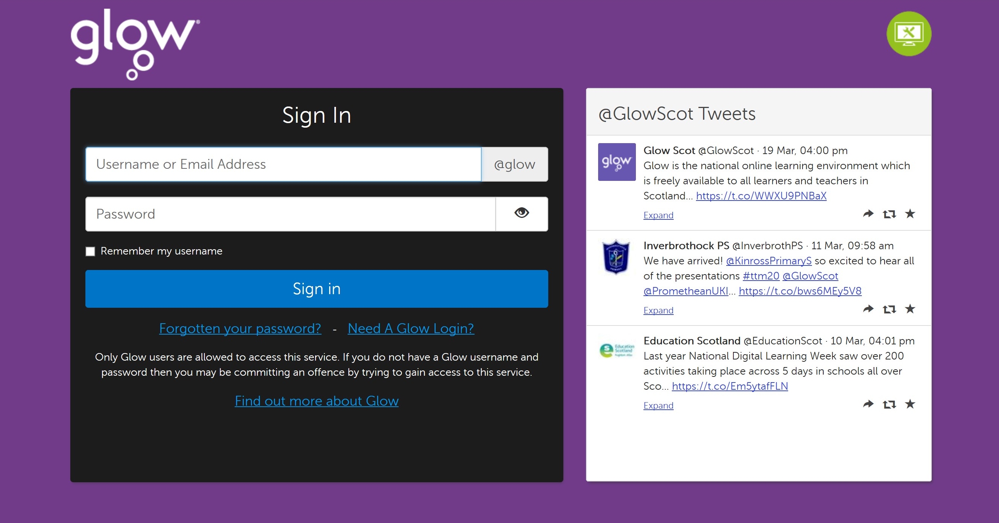 glow®
Sign In
Username or Email Address
@glow
Password
Remember my username
Sign in
Forgotten your password? - Need A Glow Login?
Only Glow users are allowed to access this service. If you do not have a Glow username and
password then you may be committing an offence by trying to gain access to this service.
Find out more about Glow
@GlowScot Tweets
glow
Glow Scot @GlowScot · 19 Mar, 04:00 pm
Glow is the national online learning environment which
is freely available to all learners and teachers in
Scotland... https://t.co/WWXU9PNBaX
Expand
Inverbrothock PS @InverbrothPS · 11 Mar, 09:58 am
We have arrived! @KinrossPrimaryS so excited to hear all
of the presentations #ttm20 @GlowScot
@PrometheanUKI... https://t.co/bws6MEy5V8
Expand
Education
Scotland
Education Scotland @EducationScot · 10 Mar, 04:01 pm
Last year National Digital Learning Week saw over 200
activities taking place across 5 days in schools all over
Sco... https://t.co/Em5ytafFLN
Expand